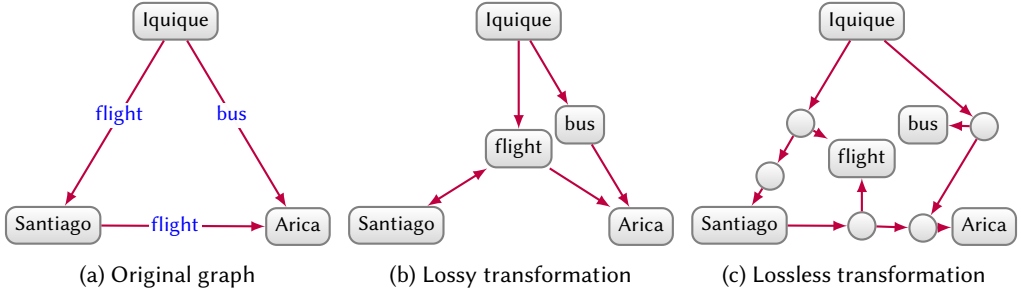 Iquique
flight
bus
Santiago
flight
Arica
(a) Original graph
Iquique
bus
flight
Santiago
Arica
(b) Lossy transformation
Iquique
bus
flight
Santiago
Arica
(c) Lossless transformation